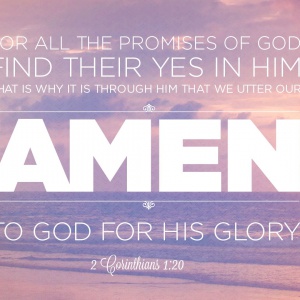 OR ALL THE PROMISES OF GOD
FIND THEIR YES IN HIM
HAT IS WHY IT IS THROUGH HIM THAT WE UTTER OUR
AMEN
TO GOD FOR HIS GLORY
2 Corinthians 1:20